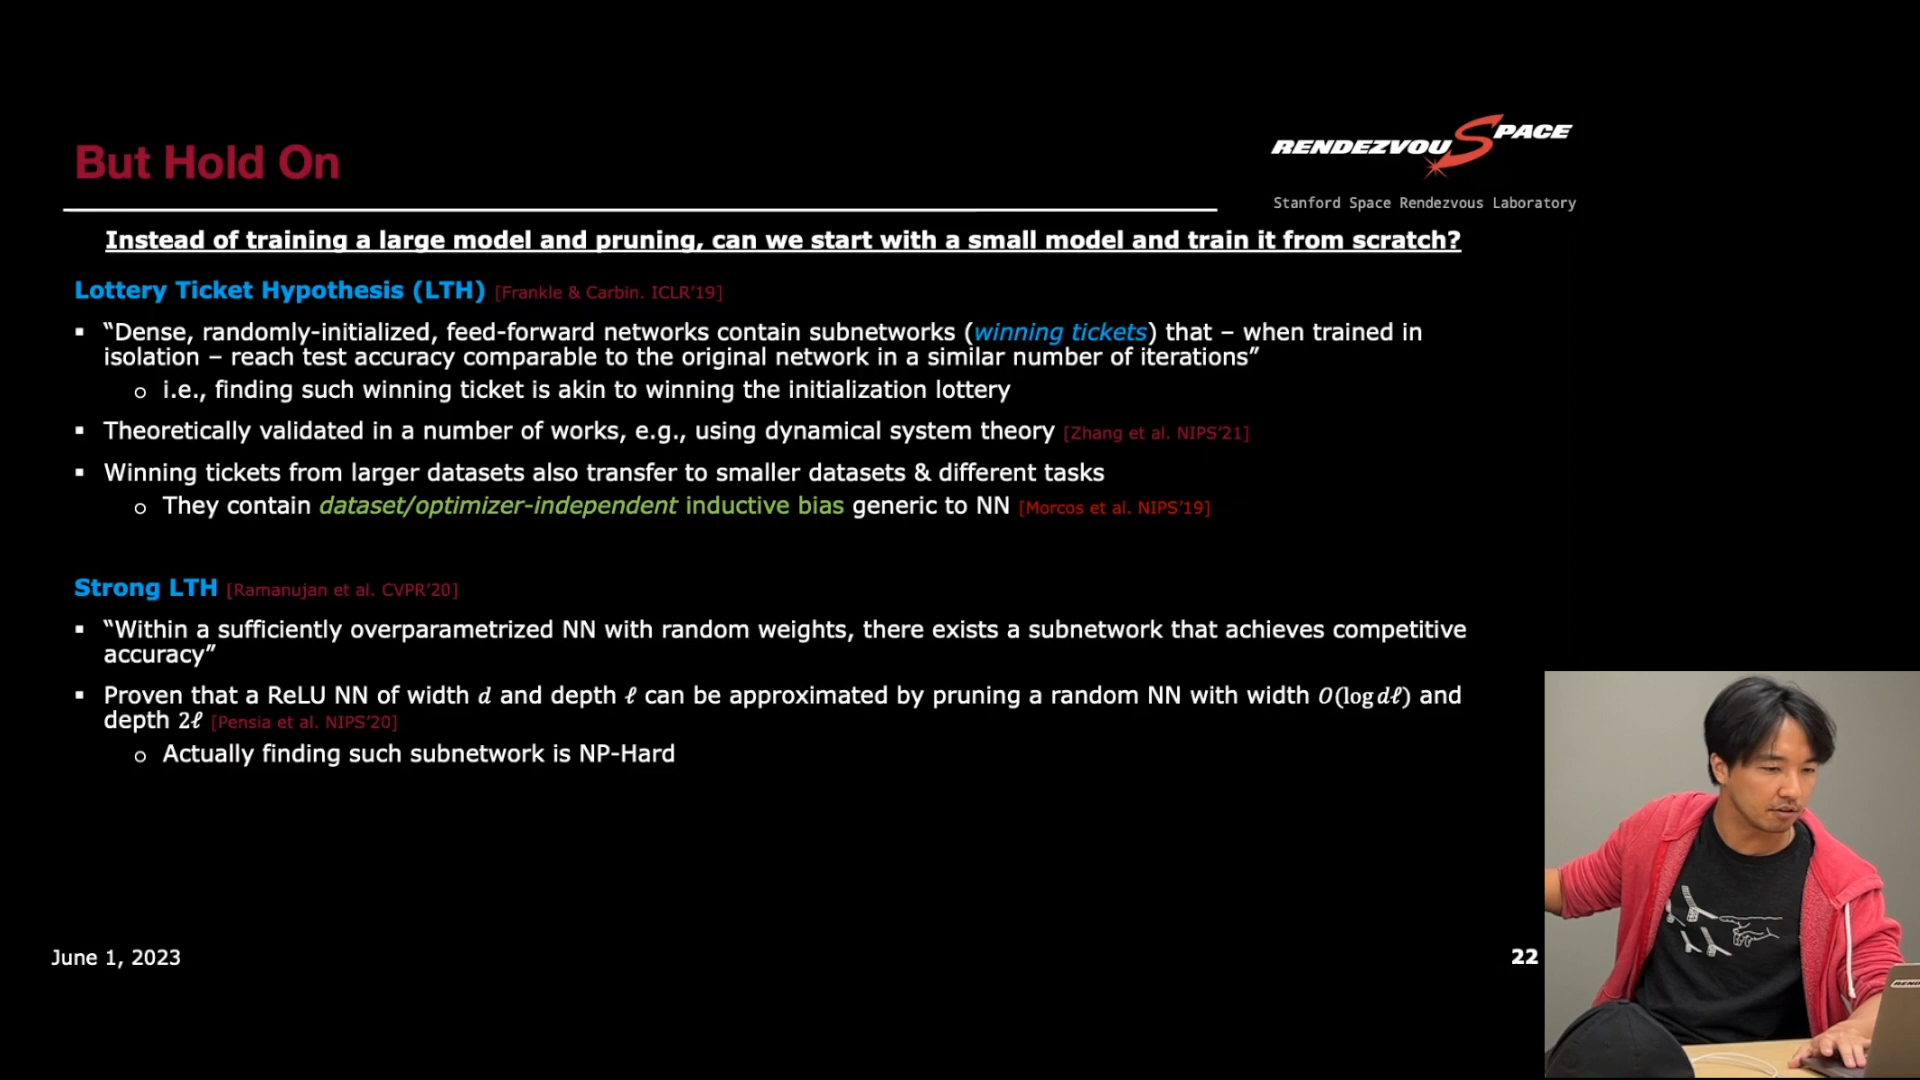 But Hold On
RENDEZVOUSPACE
Stanford Space Rendezvous Laboratory
Instead of training a large model and pruning, can we start with a small model and train it from scratch?
Lottery Ticket Hypothesis (LTH) [Frankle & Carbin. ICLR’19]
▪ “Dense, randomly-initialized, feed-forward networks contain subnetworks (winning tickets) that – when trained in
isolation – reach test accuracy comparable to the original network in a similar number of iterations”
o i.e., finding such winning ticket is akin to winning the initialization lottery
▪ Theoretically validated in a number of works, e.g., using dynamical system theory [Zhang et al. NIPS’21]
▪ Winning tickets from larger datasets also transfer to smaller datasets & different tasks
o They contain dataset/optimizer-independent inductive bias generic to NN [Morcos et al. NIPS’19]
Strong LTH [Ramanujan et al. CVPR’20]
▪ “Within a sufficiently overparametrized NN with random weights, there exists a subnetwork that achieves competitive
accuracy”
▪ Proven that a ReLU NN of width d and depth ℓ can be approximated by pruning a random NN with width O(log dℓ) and
depth 2ℓ [Pensia et al. NIPS’20]
o Actually finding such subnetwork is NP-Hard
June 1, 2023
22